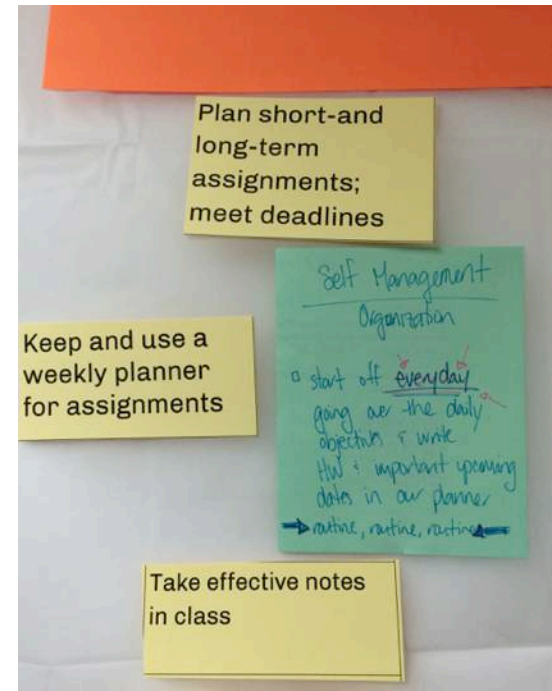 Plan short-and
long-term
assignments;
meet deadlines
Self Management
Organization
start off everyday
going over the daily
objective & write
HW & important upcoming
dates in our planner
routine, routine, routine
Keep and use a
weekly planner
for assignments
Take effective notes
in class